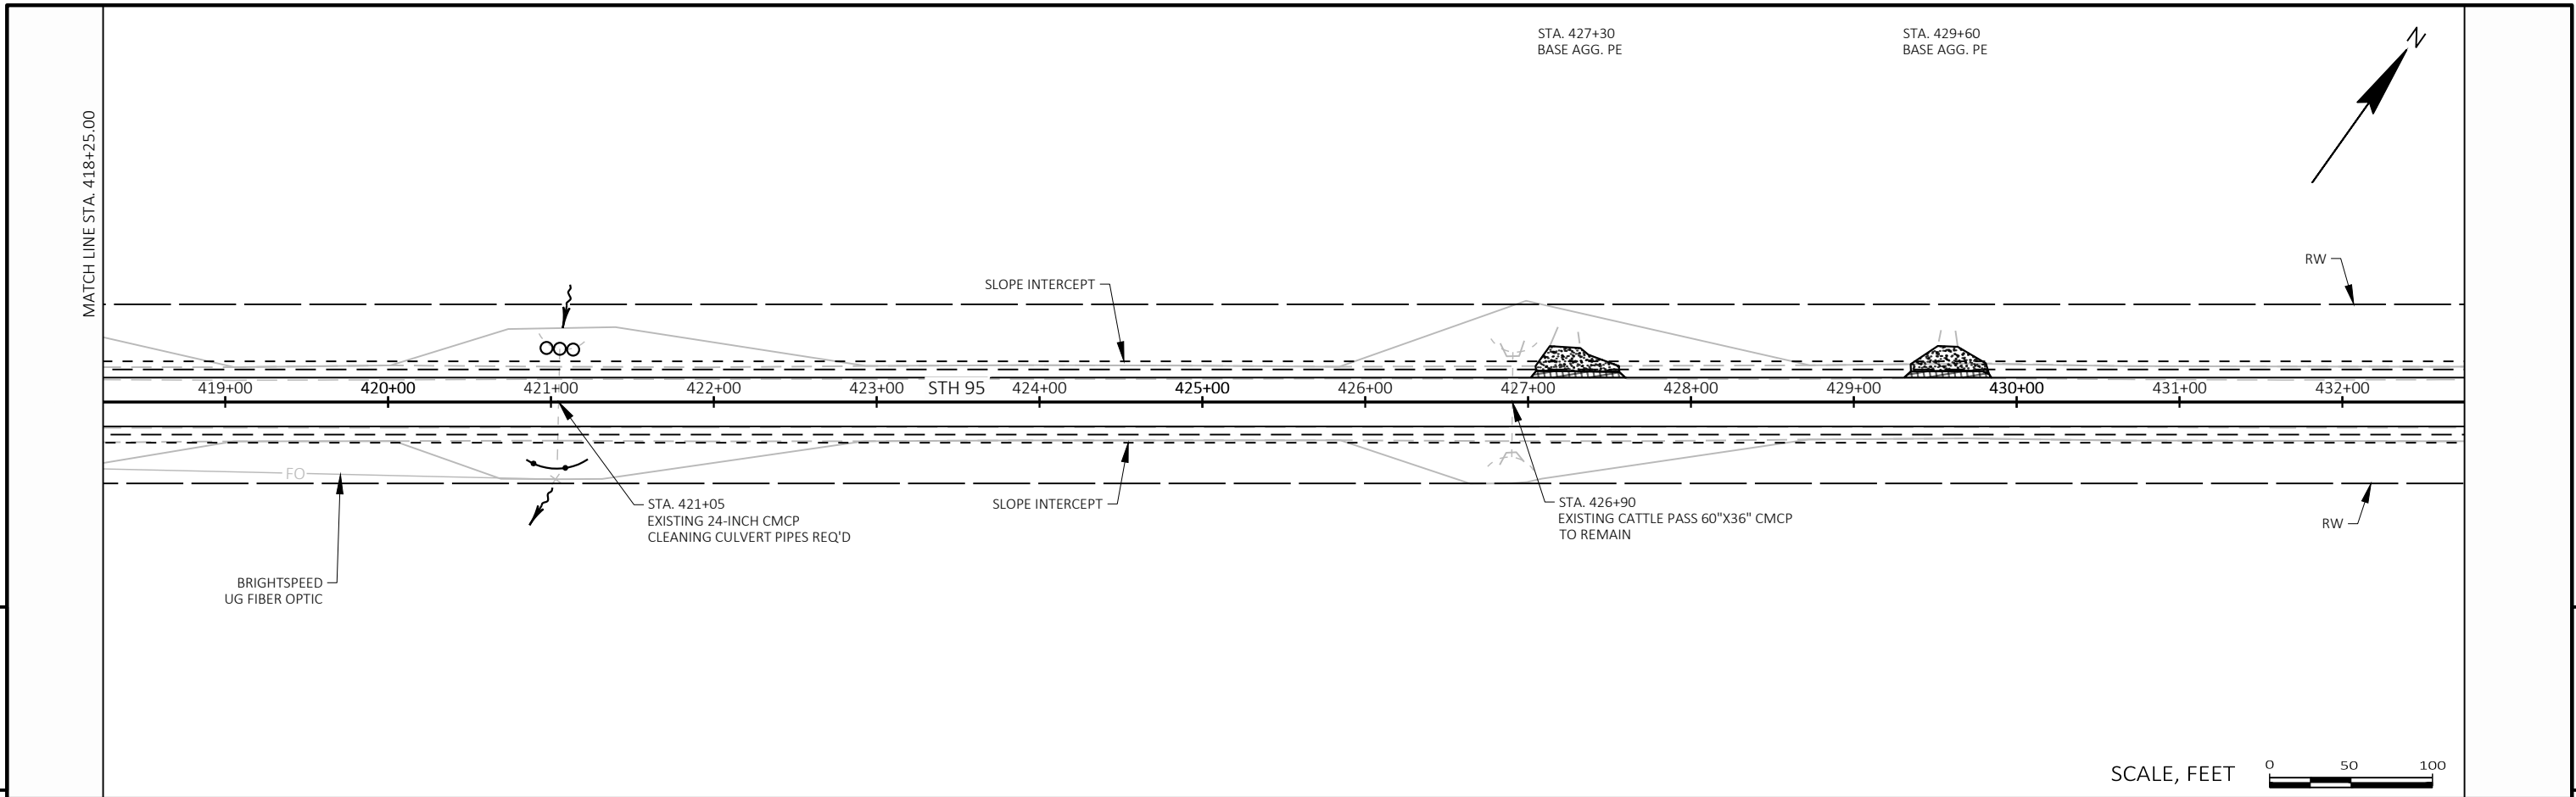 STA. 427+30
BASE AGG. PE
STA. 429+60
BASE AGG. PE
N
MATCH LINE STA. 418+25.00
RW
SLOPE INTERCEPT
419+00
420+00
421+00
422+00
423+00
STH 95
424+00
425+00
426+00
427+00
428+00
429+00
430+00
431+00
432+00
FO
SLOPE INTERCEPT
STA. 421+05
EXISTING 24-INCH CMCP
CLEANING CULVERT PIPES REQ'D
STA. 426+90
EXISTING CATTLE PASS 60"X36" CMCP
TO REMAIN
RW
BRIGHTSPEED
UG FIBER OPTIC
SCALE, FEET
0
50
100